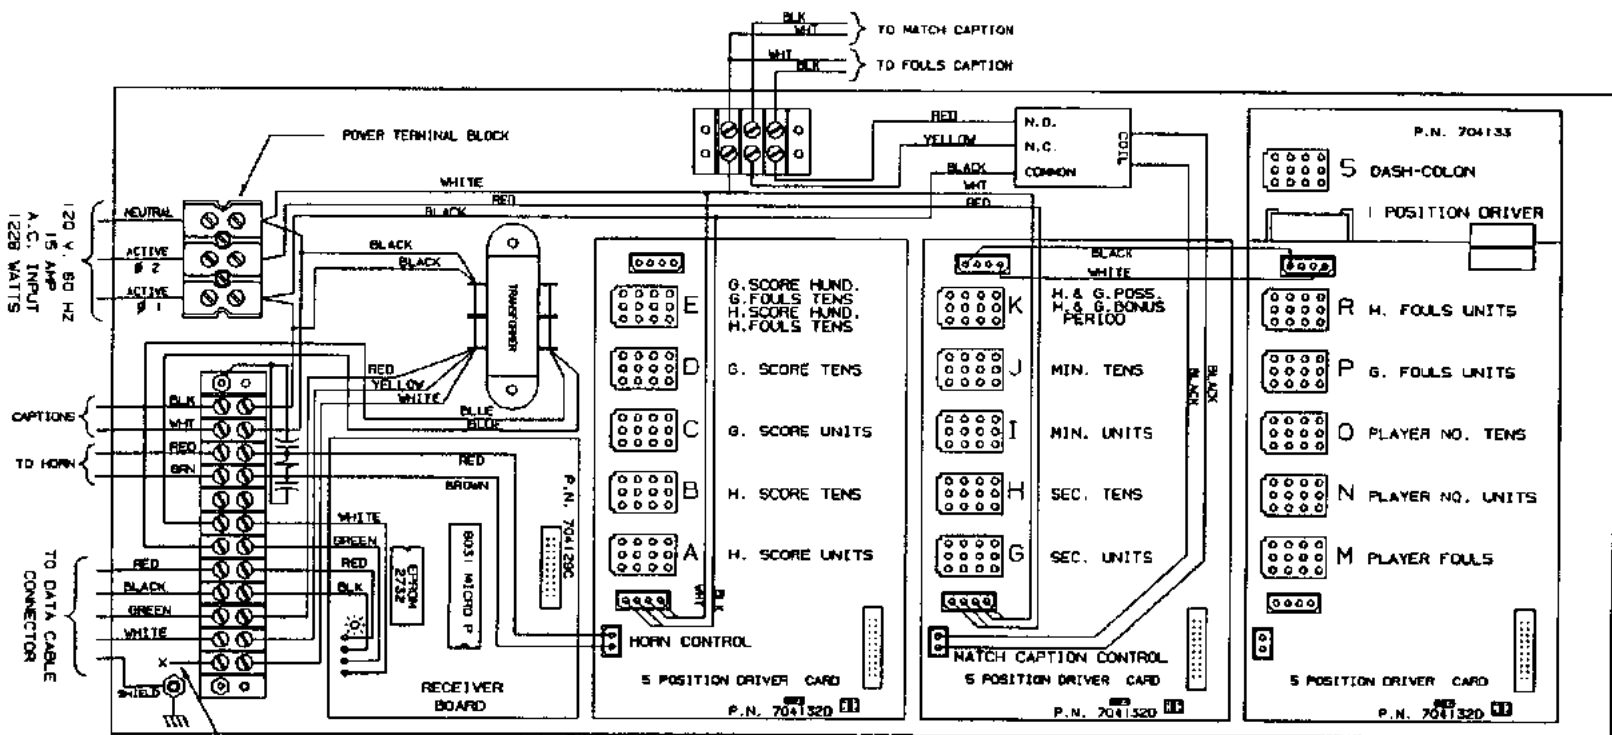 BLK
WHT
TO MATCH CAPTION
WHT
BLK
TO FOULS CAPTION
POWER TERMINAL BLOCK
RED
YELLOW
BLACK
WHT
RED
N.O.
N.C.
COMMON
COIL
P.N. 704133
S DASH-COLON
1 POSITION DRIVER
120 V. 60 HZ
15 AMP
A.C. INPUT
1228 WATTS
NEUTRAL
ACTIVE
Ø 2
ACTIVE
Ø 1
WHITE
RED
BLACK
BLACK
BLACK
TRANSFORMER
RED
YELLOW
WHITE
BLUE
BLUE
CAPTIONS
BLK
WHT
TO HORN
RED
BRN
RED
BROWN
WHITE
GREEN
RED
BLK
TO DATA CABLE
CONNECTOR
RED
BLACK
GREEN
WHITE
X
SHIELD
EPROM
2732
8031 MICRO P
P.N. 704129C
RECEIVER
BOARD
E
G.SCORE HUND.
G.FOULS TENS
H.SCORE HUND.
H.FOULS TENS
D G. SCORE TENS
C G. SCORE UNITS
B H. SCORE TENS
A H. SCORE UNITS
WHT
BLK
HORN CONTROL
5 POSITION DRIVER CARD
P.N. 704132D
BLACK
WHITE
K
H.& G.POSS.
H.& G.BONUS
PERIOD
J MIN. TENS
I MIN. UNITS
H SEC. TENS
G SEC. UNITS
BLACK
BLACK
MATCH CAPTION CONTROL
5 POSITION DRIVER CARD
P.N. 704132D
R H. FOULS UNITS
P G. FOULS UNITS
O PLAYER NO. TENS
N PLAYER NO. UNITS
M PLAYER FOULS
5 POSITION DRIVER CARD
P.N. 704132D